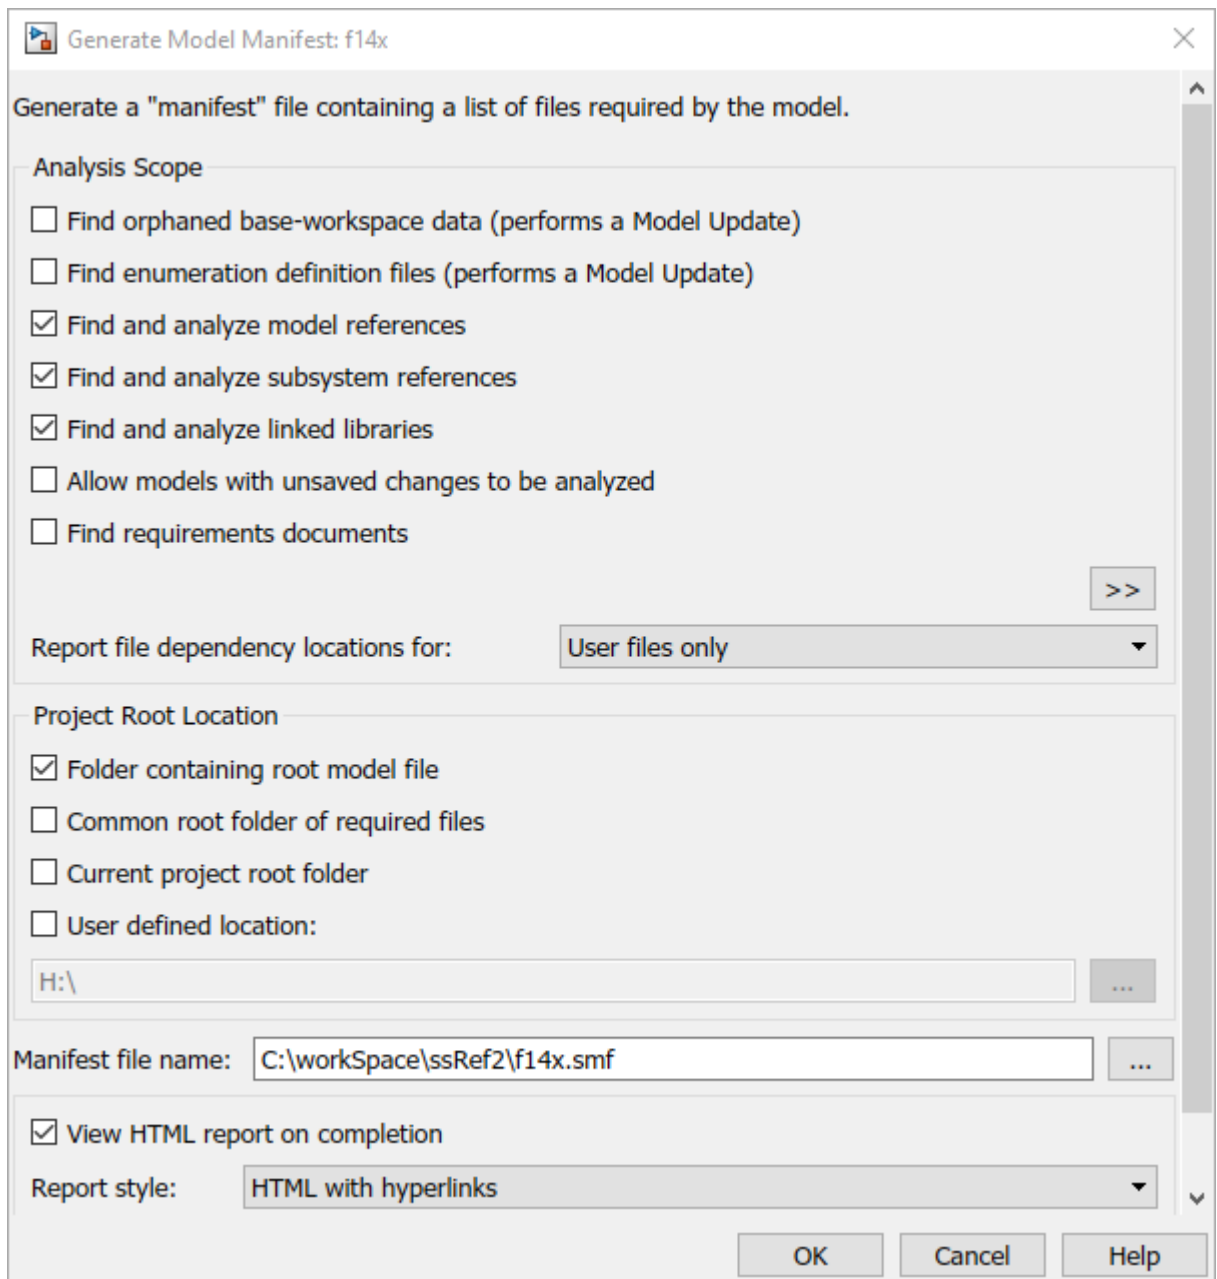 Generate Model Manifest: f14x
Generate a "manifest" file containing a list of files required by the model.
Analysis Scope
Find orphaned base-workspace data (performs a Model Update)
Find enumeration definition files (performs a Model Update)
Find and analyze model references
Find and analyze subsystem references
Find and analyze linked libraries
Allow models with unsaved changes to be analyzed
Find requirements documents
>>
Report file dependency locations for: User files only
Project Root Location
Folder containing root model file
Common root folder of required files
Current project root folder
User defined location:
H:\ ...
Manifest file name: C:\workSpace\ssRef2\f14x.smf ...
View HTML report on completion
Report style: HTML with hyperlinks
OK Cancel Help